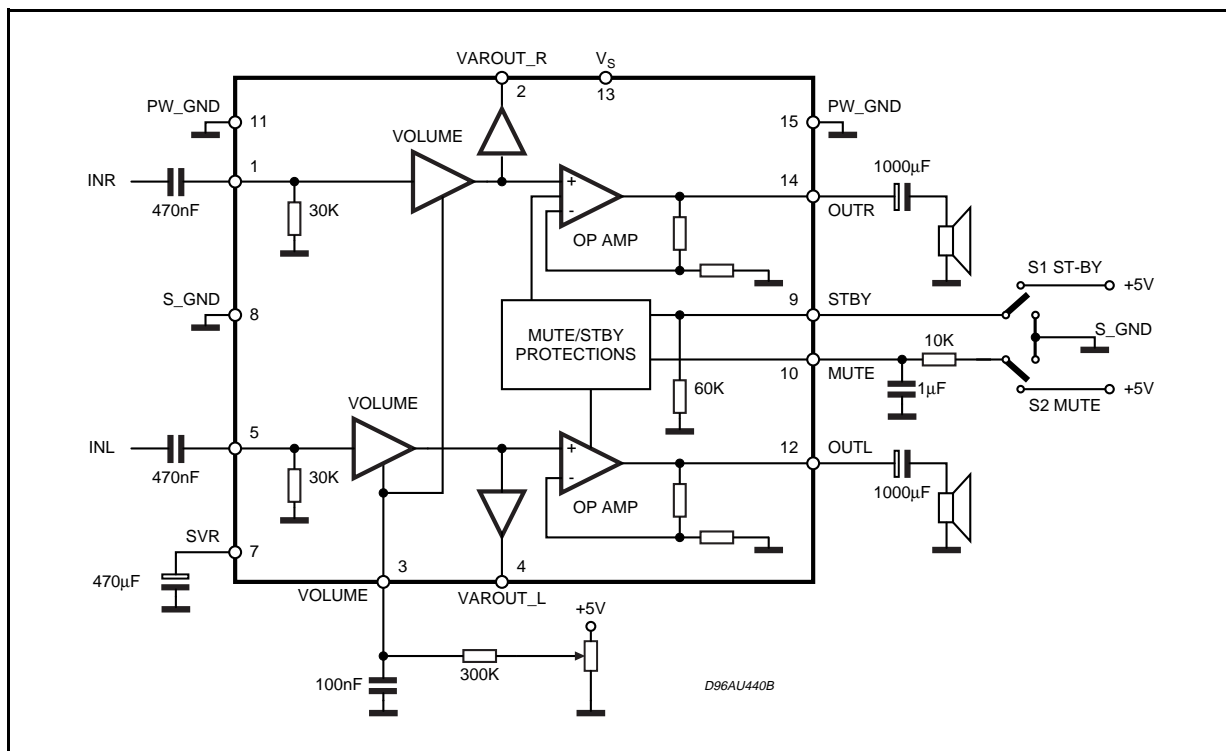 VAROUT_R
VS
2
13
PW_GND
11
PW_GND
15
VOLUME
1000μF
INR
1
14
470nF
30K
+
-
OUTR
OP AMP
S1 ST-BY
S_GND
+5V
9
STBY
8
MUTE/STBY
PROTECTIONS
S_GND
10K
10
MUTE
60K
1μF
VOLUME
+5V
S2 MUTE
INL
5
12
OUTL
470nF
30K
+
-
1000μF
OP AMP
SVR
7
3
4
470μF
VOLUME
VAROUT_L
+5V
300K
100nF
D96AU440B